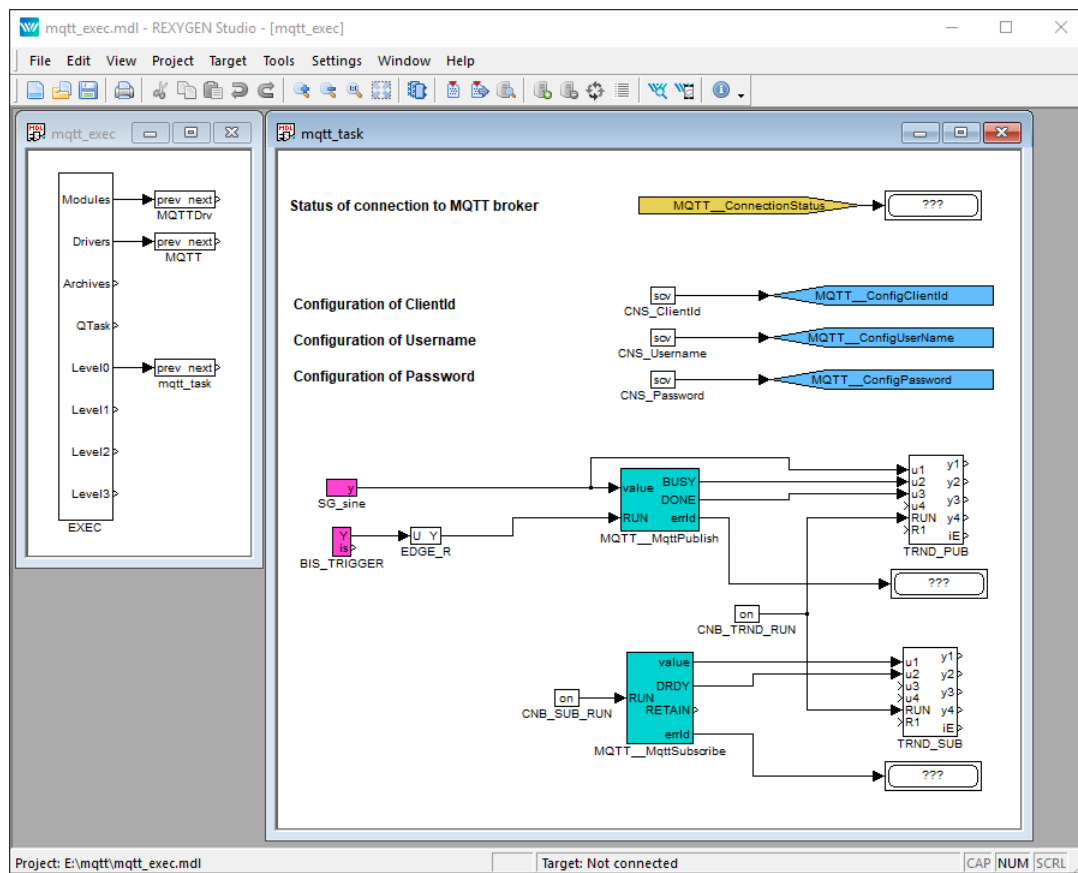 mqtt_exec.mdl - REXYGEN Studio - [mqtt_exec]
File Edit View Project Target Tools Settings Window Help
mqtt_exec
Modules
prev next
MQTTDrv
Drivers
prev next
MQTT
Archives
QTask
Level0
prev next
mqtt_task
Level1
Level2
Level3
EXEC
MDL mqtt_task
Status of connection to MQTT broker
MQTT__ConnectionStatus
???
Configuration of ClientId
scv
CNS_ClientId
MQTT__ConfigClientId
Configuration of Username
scv
CNS_Username
MQTT__ConfigUserName
Configuration of Password
scv
CNS_Password
MQTT__ConfigPassword
y
SG_sine
Y
is
BIS_TRIGGER
U Y
EDGE_R
value BUSY
DONE
RUN errId
MQTT__MqttPublish
u1 y1
u2 y2
u3 y3
u4
RUN y4
R1 iE
TRND_PUB
???
on
CNB_TRND_RUN
on
CNB_SUB_RUN
value
DRDY
RUN
RETAIN
errId
MQTT__MqttSubscribe
u1 y1
u2 y2
u3 y3
u4
RUN y4
R1 iE
TRND_SUB
???
Project: E:\mqtt\mqtt_exec.mdl
Target: Not connected
CAP NUM SCRL